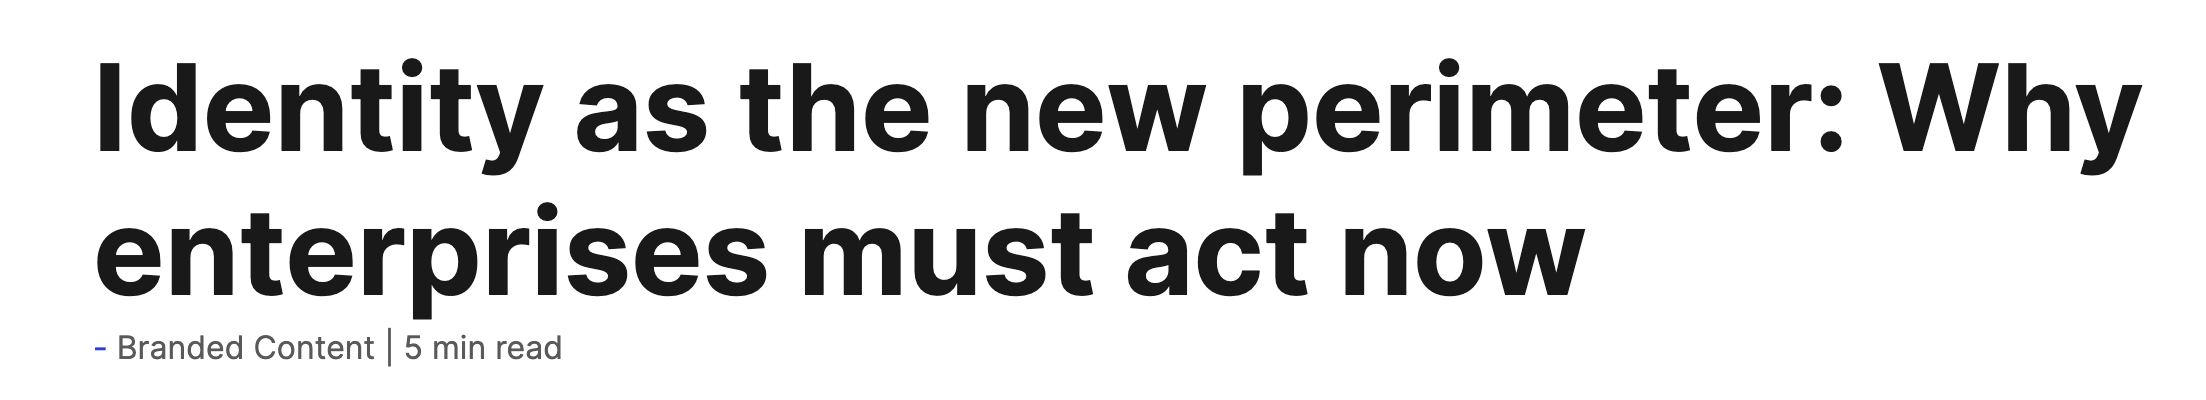 Identity as the new perimeter: Why
enterprises must act now
- Branded Content | 5 min read